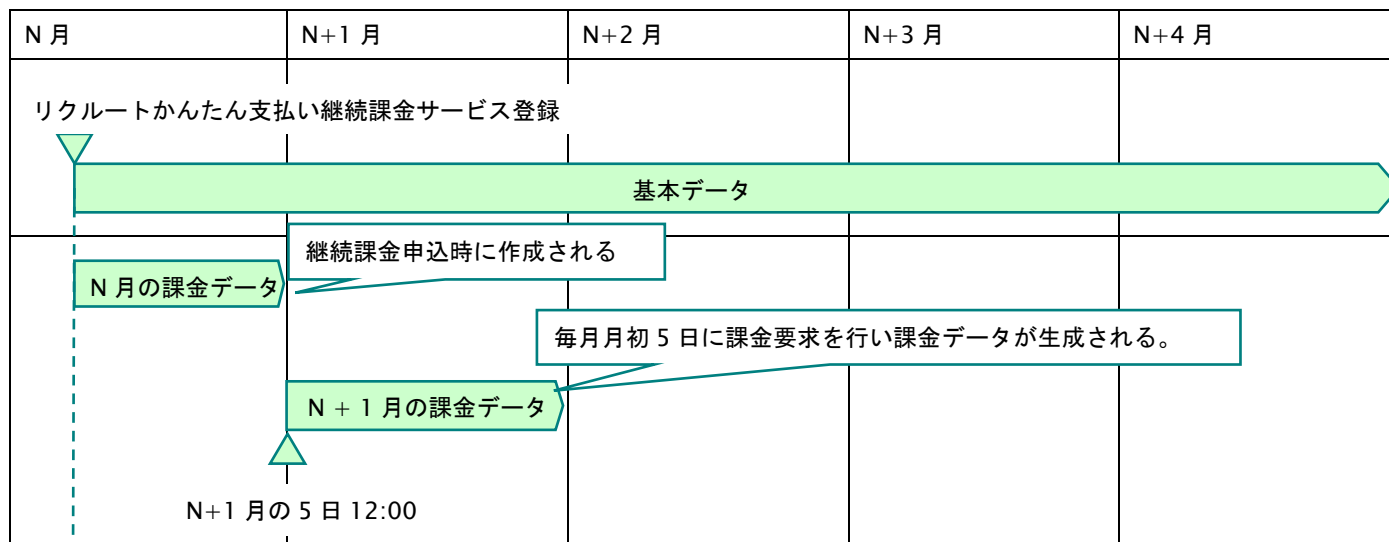 N 月
N+1 月
N+2 月
N+3 月
N+4 月
リクルートかんたん支払い継続課金サービス登録
基本データ
継続課金申込時に作成される
N 月の課金データ
毎月月初 5 日に課金要求を行い課金データが生成される。
N + 1 月の課金データ
N+1 月の 5 日 12:00